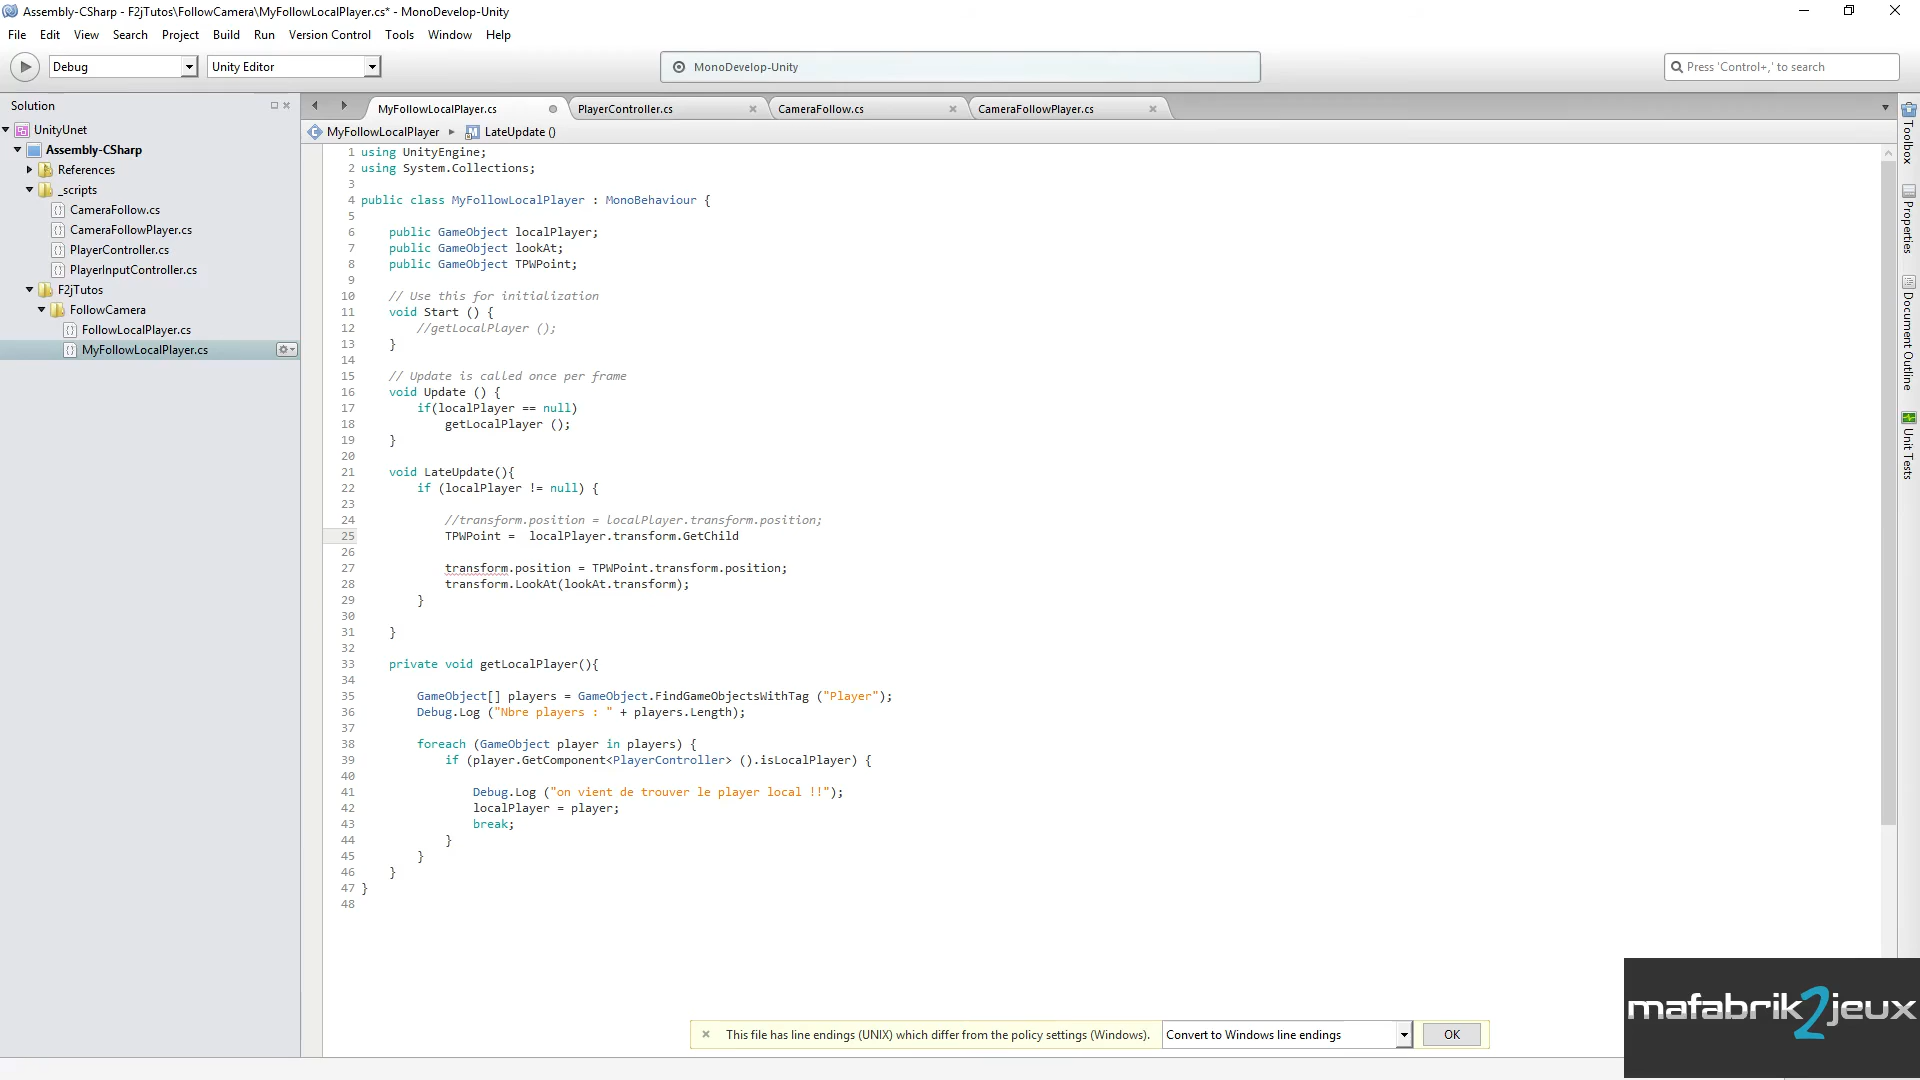 Assembly-CSharp - F2jTutos\FollowCamera\MyFollowLocalPlayer.cs* - MonoDevelop-Unity
File Edit View Search Project Build Run Version Control Tools Window Help
Debug Unity Editor MonoDevelop-Unity Press 'Control+,' to search
Solution
UnityUnet
Assembly-CSharp
References
_scripts
CameraFollow.cs
CameraFollowPlayer.cs
PlayerController.cs
PlayerInputController.cs
F2jTutos
FollowCamera
FollowLocalPlayer.cs
MyFollowLocalPlayer.cs
MyFollowLocalPlayer.cs PlayerController.cs CameraFollow.cs CameraFollowPlayer.cs
MyFollowLocalPlayer LateUpdate ()
1 using UnityEngine;
2 using System.Collections;
3
4 public class MyFollowLocalPlayer : MonoBehaviour {
5
6 public GameObject localPlayer;
7 public GameObject lookAt;
8 public GameObject TPWPoint;
9
10 // Use this for initialization
11 void Start () {
12 //getLocalPlayer ();
13 }
14
15 // Update is called once per frame
16 void Update () {
17 if(localPlayer == null)
18 getLocalPlayer ();
19 }
20
21 void LateUpdate(){
22 if (localPlayer != null) {
23
24 //transform.position = localPlayer.transform.position;
25 TPWPoint =  localPlayer.transform.GetChild
26
27 transform.position = TPWPoint.transform.position;
28 transform.LookAt(lookAt.transform);
29 }
30
31 }
32
33 private void getLocalPlayer(){
34
35 GameObject[] players = GameObject.FindGameObjectsWithTag ("Player");
36 Debug.Log ("Nbre players : " + players.Length);
37
38 foreach (GameObject player in players) {
39 if (player.GetComponent<PlayerController> ().isLocalPlayer) {
40
41 Debug.Log ("on vient de trouver le player local !!");
42 localPlayer = player;
43 break;
44 }
45 }
46 }
47 }
48
Toolbox
Properties
Document Outline
Unit Tests
This file has line endings (UNIX) which differ from the policy settings (Windows). Convert to Windows line endings OK
mafabrik2jeux